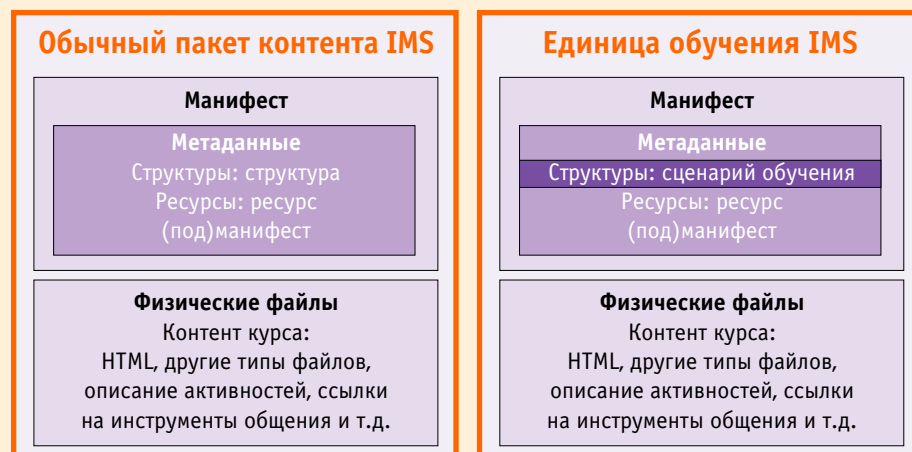 Обычный пакет контента IMS
Манифест
Метаданные
Структуры: структура
Ресурсы: ресурс
(под)манифест
Физические файлы
Контент курса:
HTML, другие типы файлов,
описание активностей, ссылки
на инструменты общения и т.д.
Единица обучения IMS
Манифест
Метаданные
Структуры: сценарий обучения
Ресурсы: ресурс
(под)манифест
Физические файлы
Контент курса:
HTML, другие типы файлов,
описание активностей, ссылки
на инструменты общения и т.д.